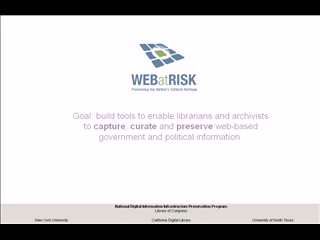 WEBatRISK
Preserving Our Nation's Cultural Heritage
Goal: build tools to enable librarians and archivists
to capture, curate and preserve web-based
government and political information.
National Digital Information Infrastructure Preservation Program
Library of Congress
New York University California Digital Library University of North Texas